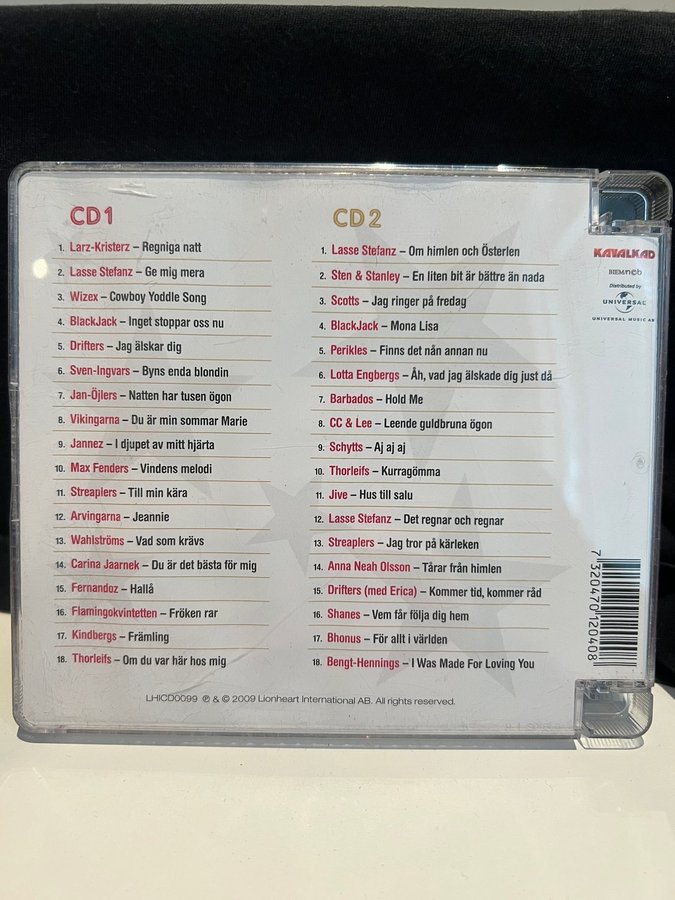 CD1
1. Larz-Kristerz – Regniga natt
2. Lasse Stefanz – Ge mig mera
3. Wizex – Cowboy Yoddle Song
4. BlackJack – Inget stoppar oss nu
5. Drifters – Jag älskar dig
6. Sven-Ingvars – Byns enda blondin
7. Jan-Öjlers – Natten har tusen ögon
8. Vikingarna – Du är min sommar Marie
9. Jannez – I djupet av mitt hjärta
10. Max Fenders – Vindens melodi
11. Streaplers – Till min kära
12. Arvingarna – Jeannie
13. Wahlströms – Vad som krävs
14. Carina Jaarnek – Du är det bästa för mig
15. Fernandoz – Hallå
16. Flamingokvintetten – Fröken rar
17. Kindbergs – Främling
18. Thorleifs – Om du var här hos mig
CD2
1. Lasse Stefanz – Om himlen och Österlen
2. Sten & Stanley – En liten bit är bättre än nada
3. Scotts – Jag ringer på fredag
4. BlackJack – Mona Lisa
5. Perikles – Finns det nån annan nu
6. Lotta Engbergs – Åh, vad jag älskade dig just då
7. Barbados – Hold Me
8. CC & Lee – Leende guldbruna ögon
9. Schytts – Aj aj aj
10. Thorleifs – Kurragömma
11. Jive – Hus till salu
12. Lasse Stefanz – Det regnar och regnar
13. Streaplers – Jag tror på kärleken
14. Anna Neah Olsson – Tårar från himlen
15. Drifters (med Erica) – Kommer tid, kommer råd
16. Shanes – Vem får följa dig hem
17. Bhonus – För allt i världen
18. Bengt-Hennings – I Was Made For Loving You
KAVALKAD
BIEM/ncb
Distributed by
UNIVERSAL
UNIVERSAL MUSIC AB
7 320470 120408
LHICD0099 ℗ & © 2009 Lionheart International AB. All rights reserved.